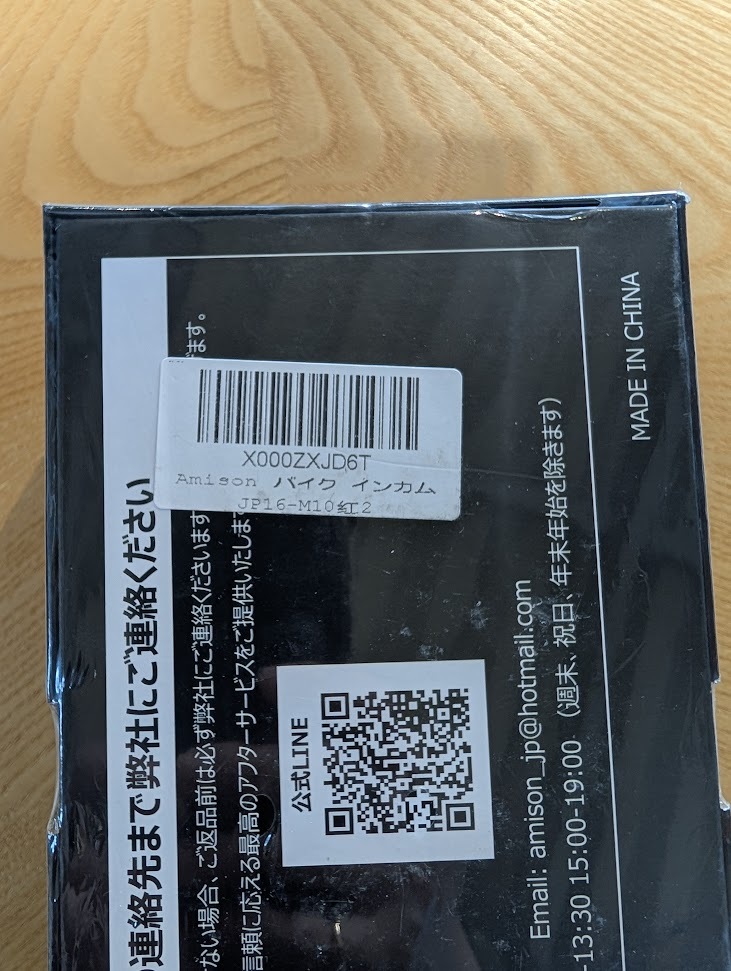 の連絡先まで弊社にご連絡ください
ない場合、ご返品前は必ず弊社にご連絡くださいます
ます。
信頼に応える最高のアフターサービスをご提供いたしま
X000ZXJD6T
Amison バイク インカム
JP16-M10紅2
公式LINE
Email: amison_jp@hotmail.com
-13:30 15:00-19:00 (週末、祝日、年末年始を除きます)
MADE IN CHINA